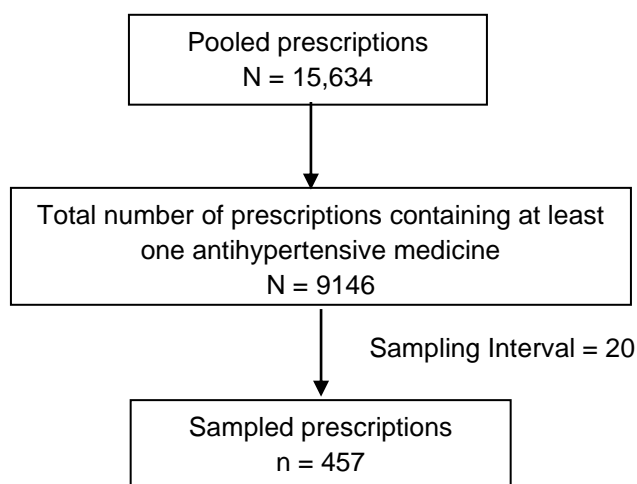 Pooled prescriptions
N = 15,634
Total number of prescriptions containing at least
one antihypertensive medicine
N = 9146
Sampling Interval = 20
Sampled prescriptions
n = 457